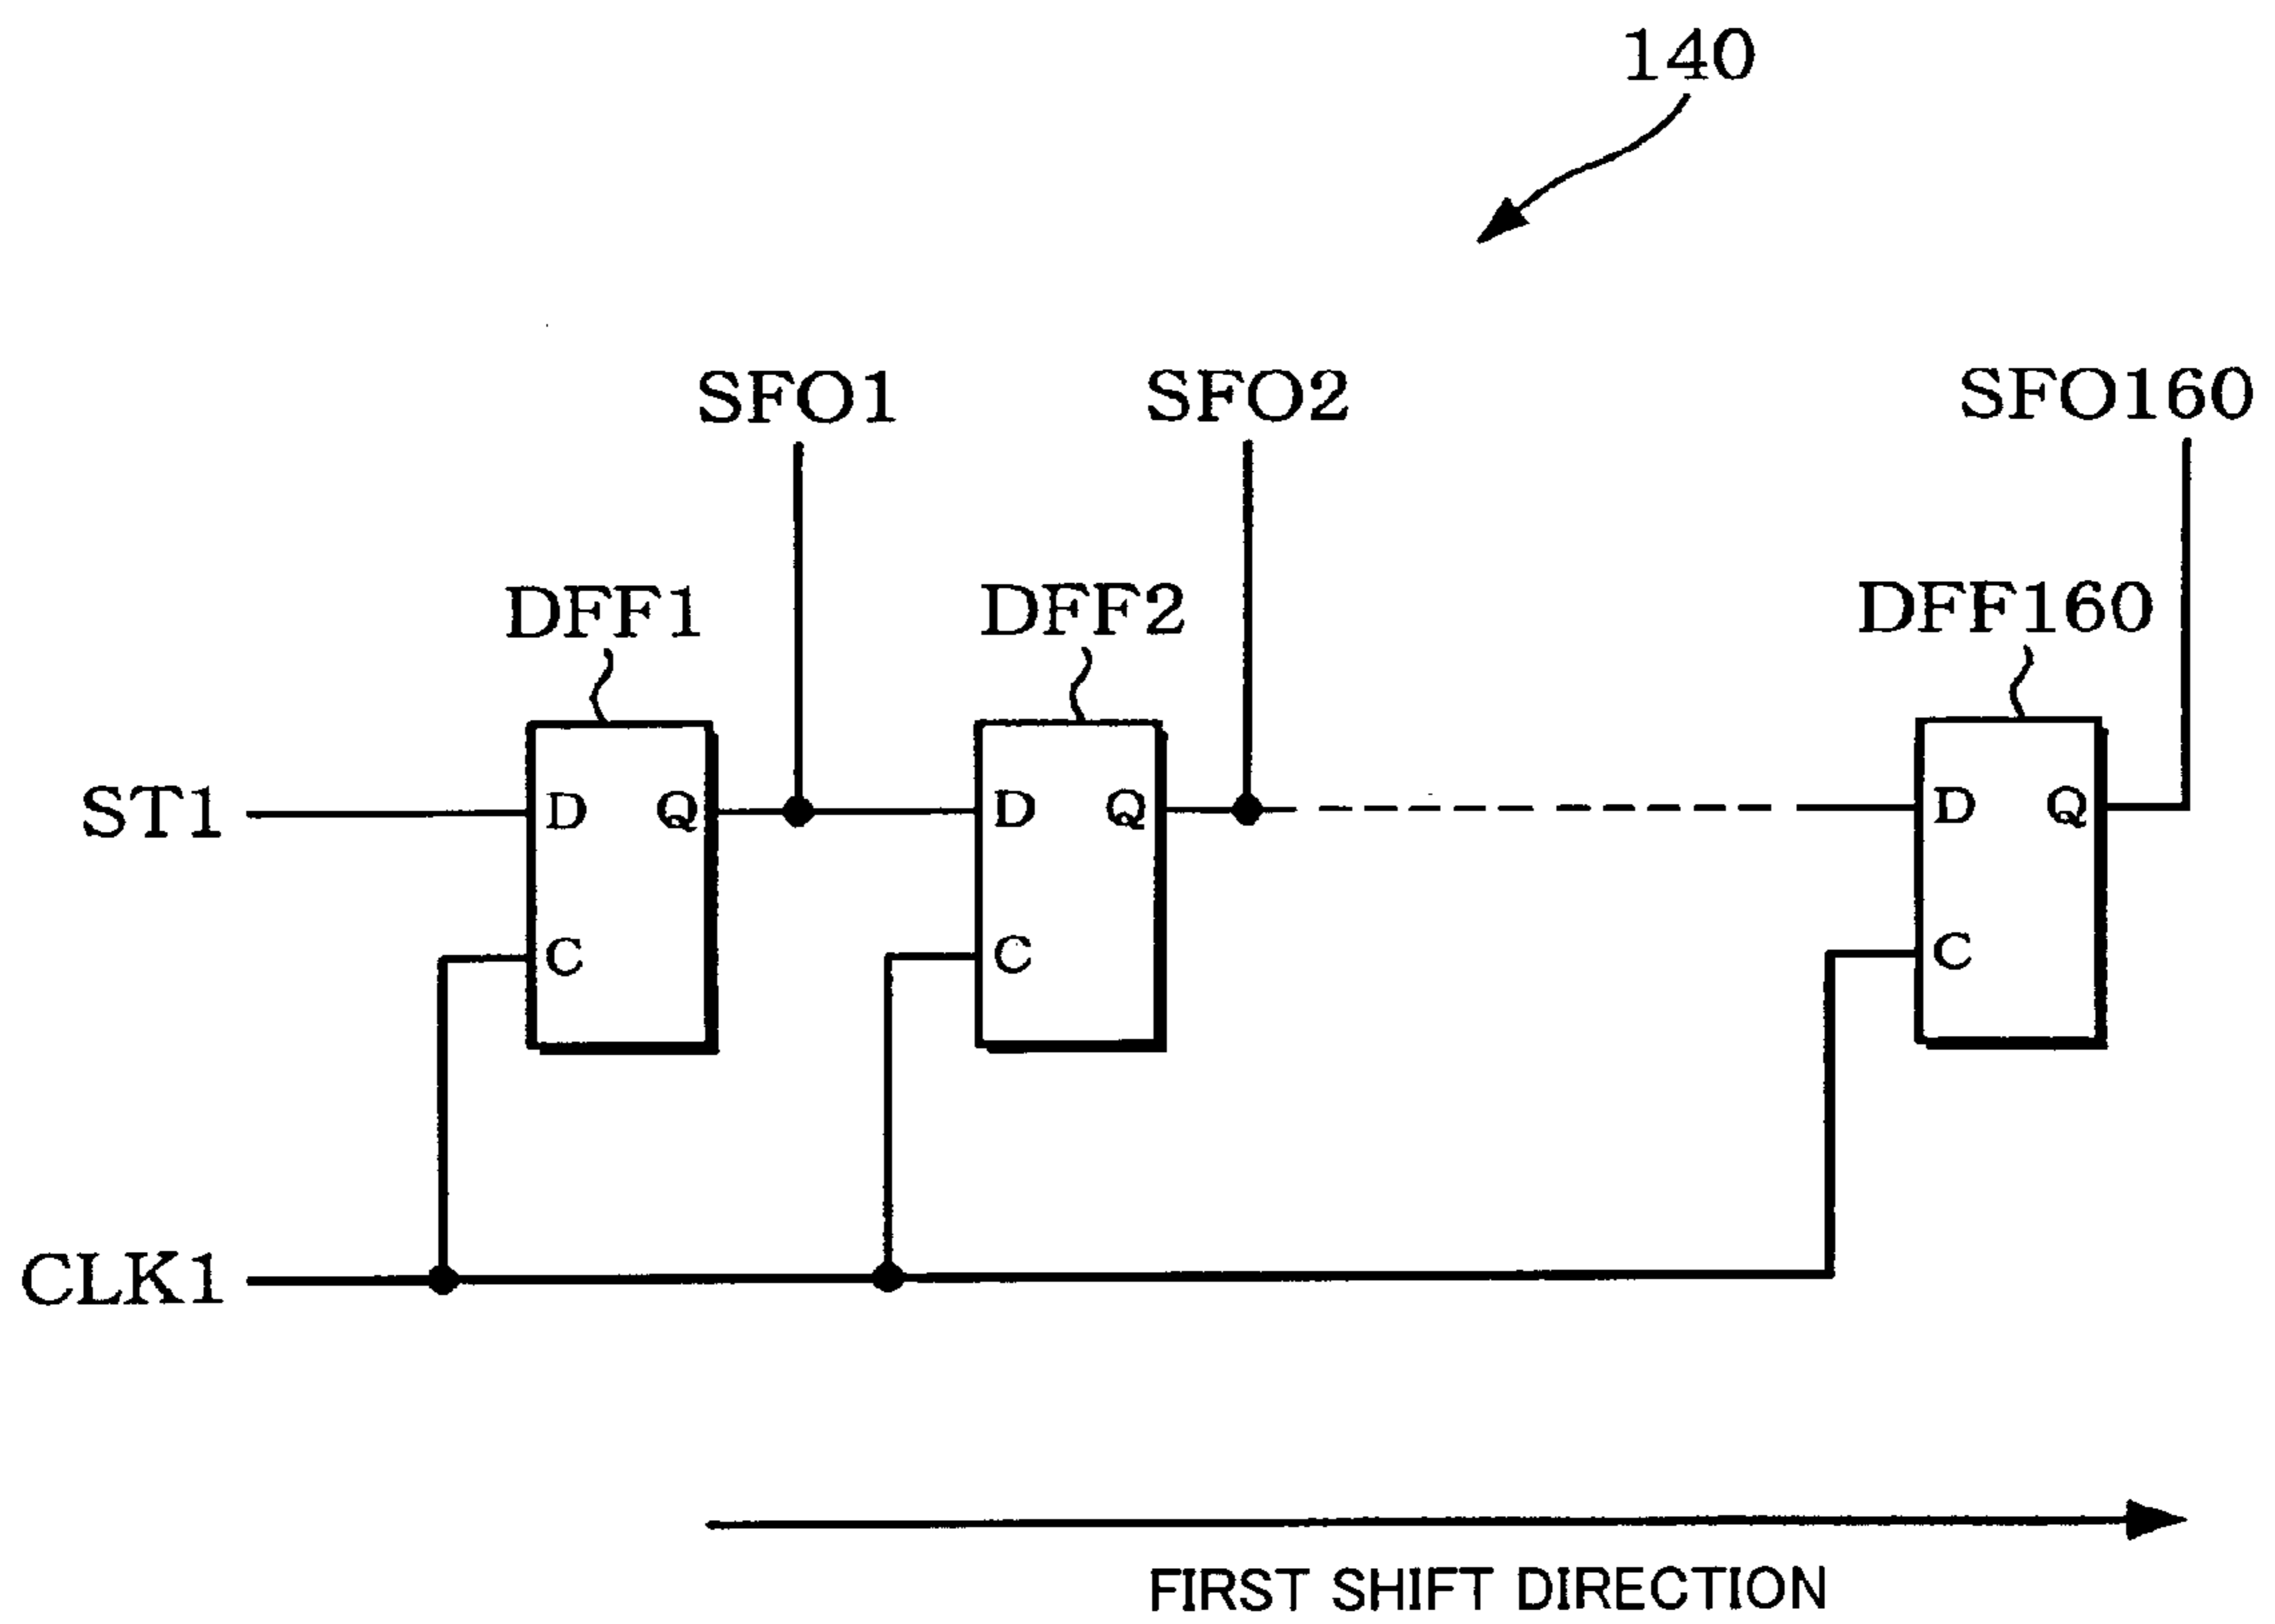 140
SFO1 SFO2 SFO160
DFF1 DFF2 DFF160
ST1 D Q D Q D Q
C C C
CLK1
FIRST SHIFT DIRECTION